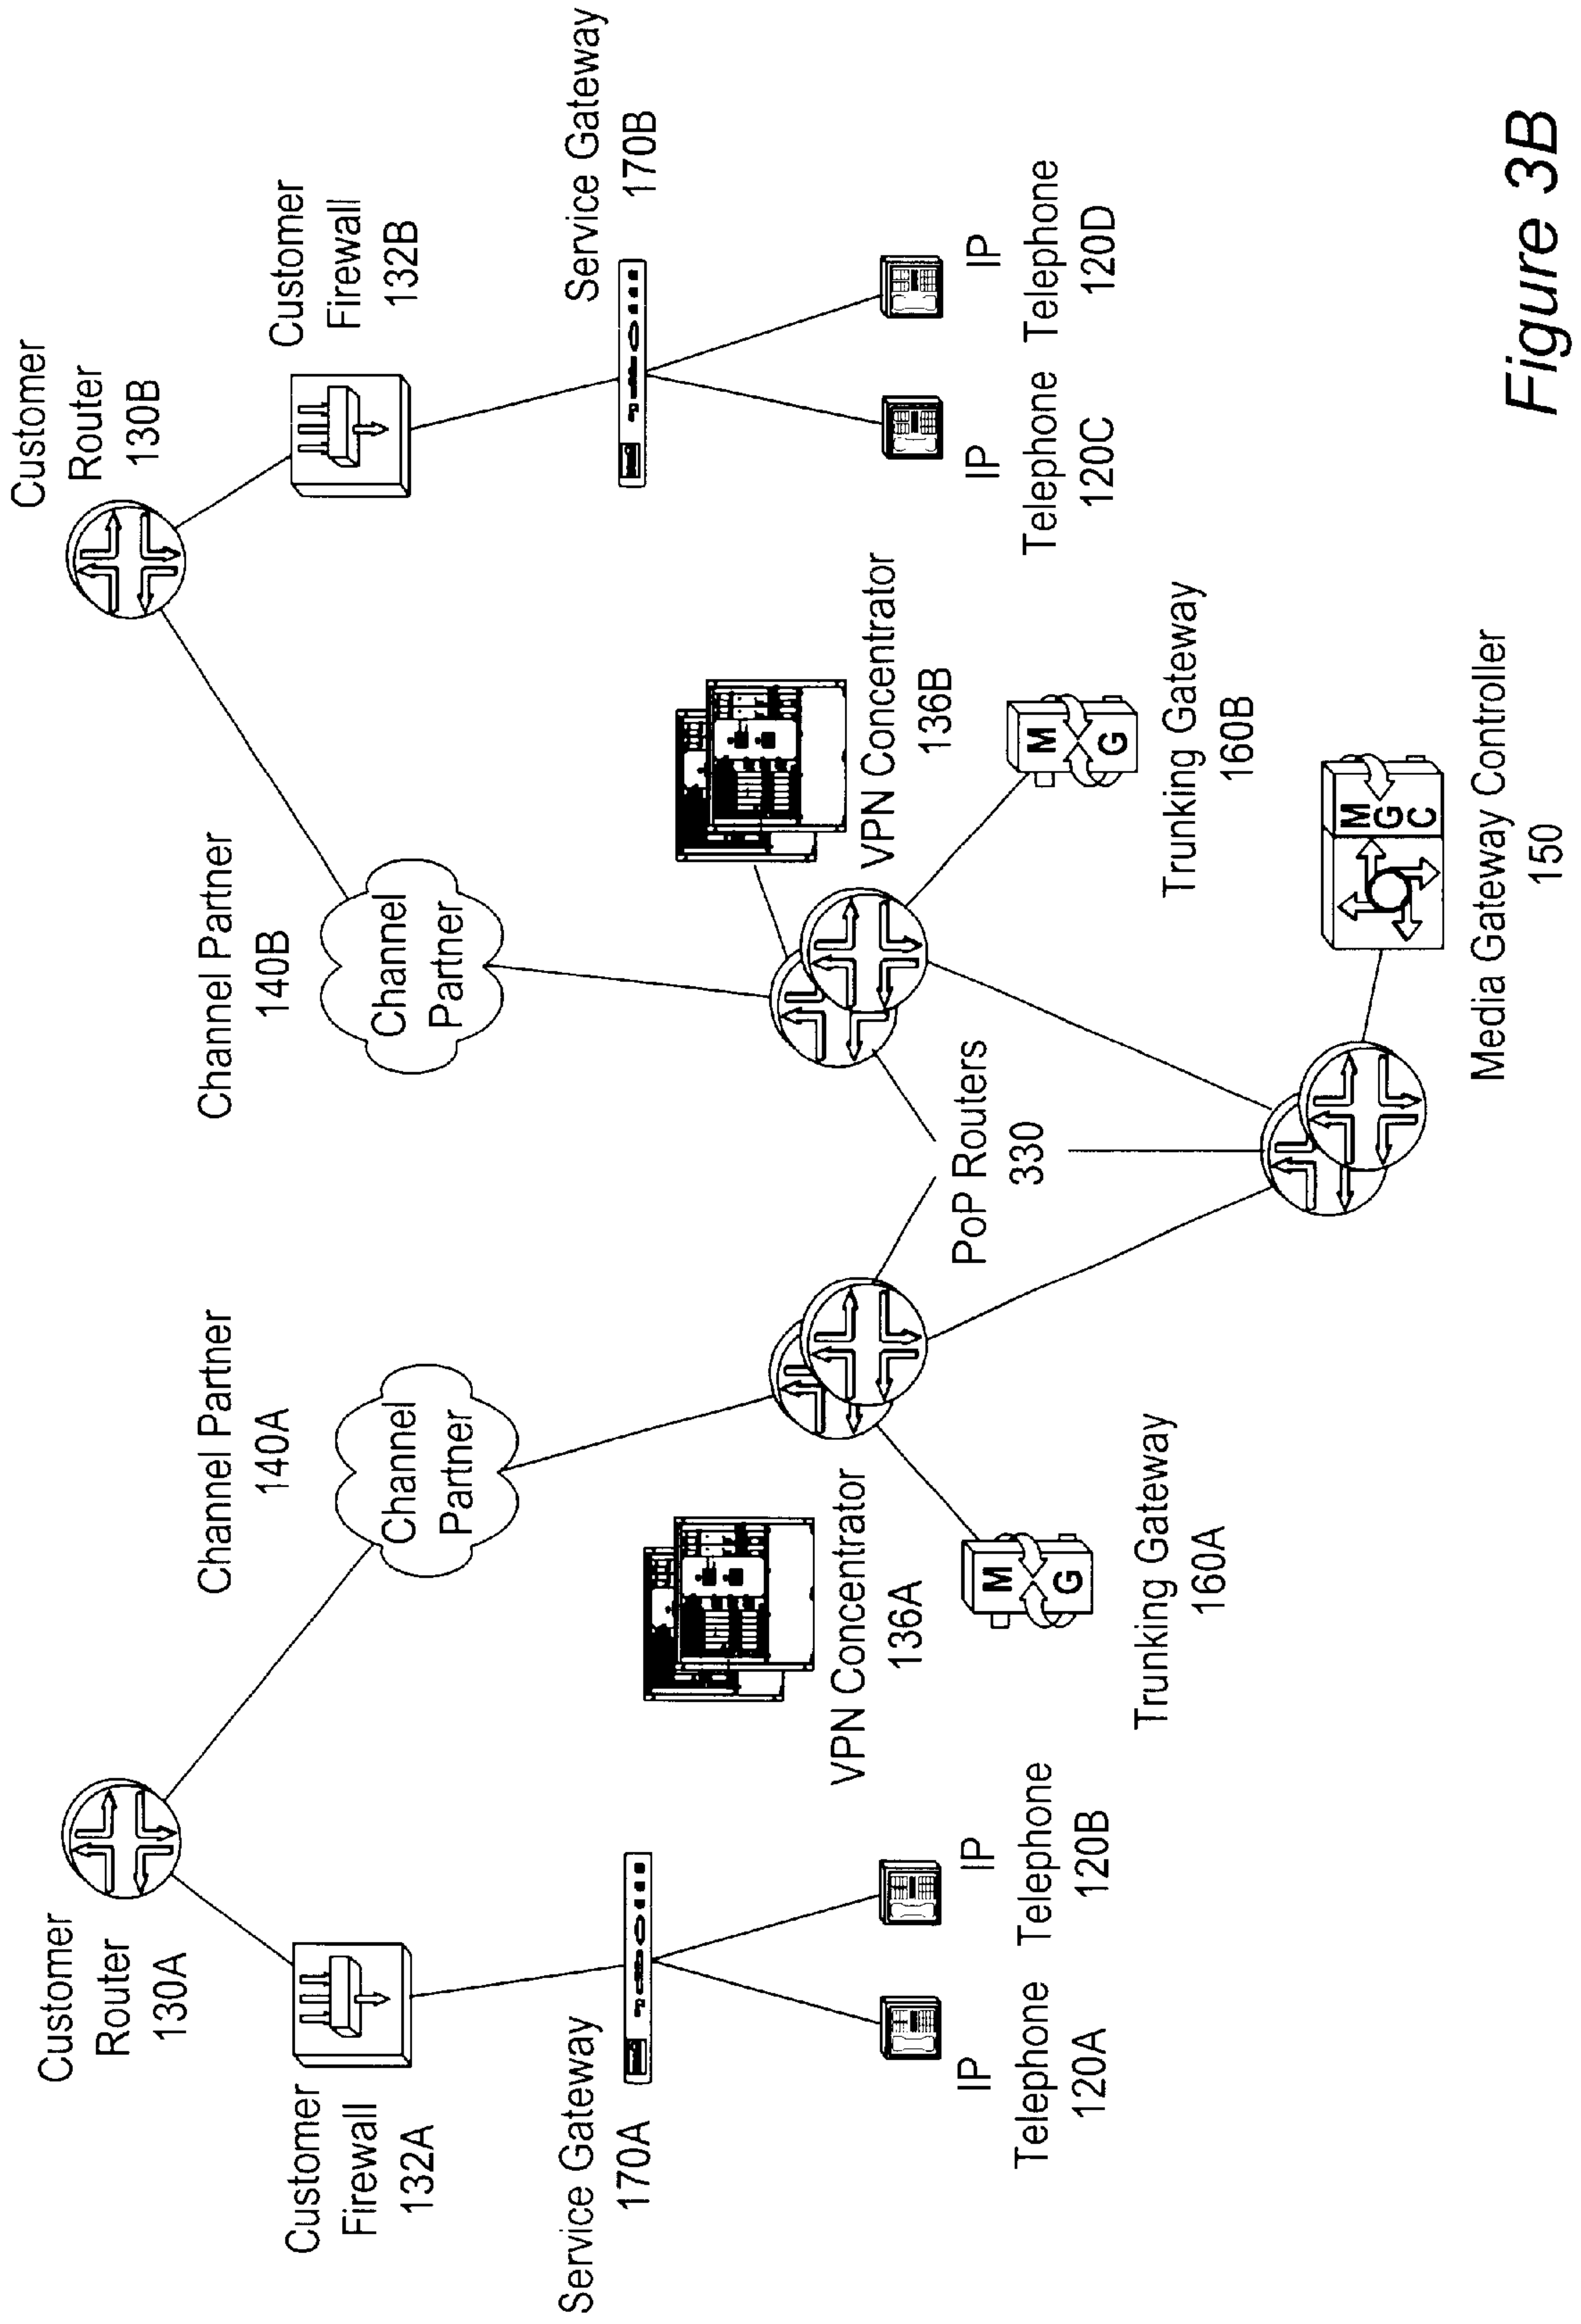 Customer
Router
130A
Customer
Firewall
132A
Service Gateway
170A
IP
Telephone
120A
IP
Telephone
120B
Channel Partner
140A
Channel
Partner
VPN Concentrator
136A
Trunking Gateway
160A
PoP Routers
330
Channel Partner
140B
Channel
Partner
VPN Concentrator
136B
Trunking Gateway
160B
M
G
M
G
M
G
C
Media Gateway Controller
150
Customer
Router
130B
Customer
Firewall
132B
Service Gateway
170B
IP
Telephone
120C
IP
Telephone
120D
Figure 3B